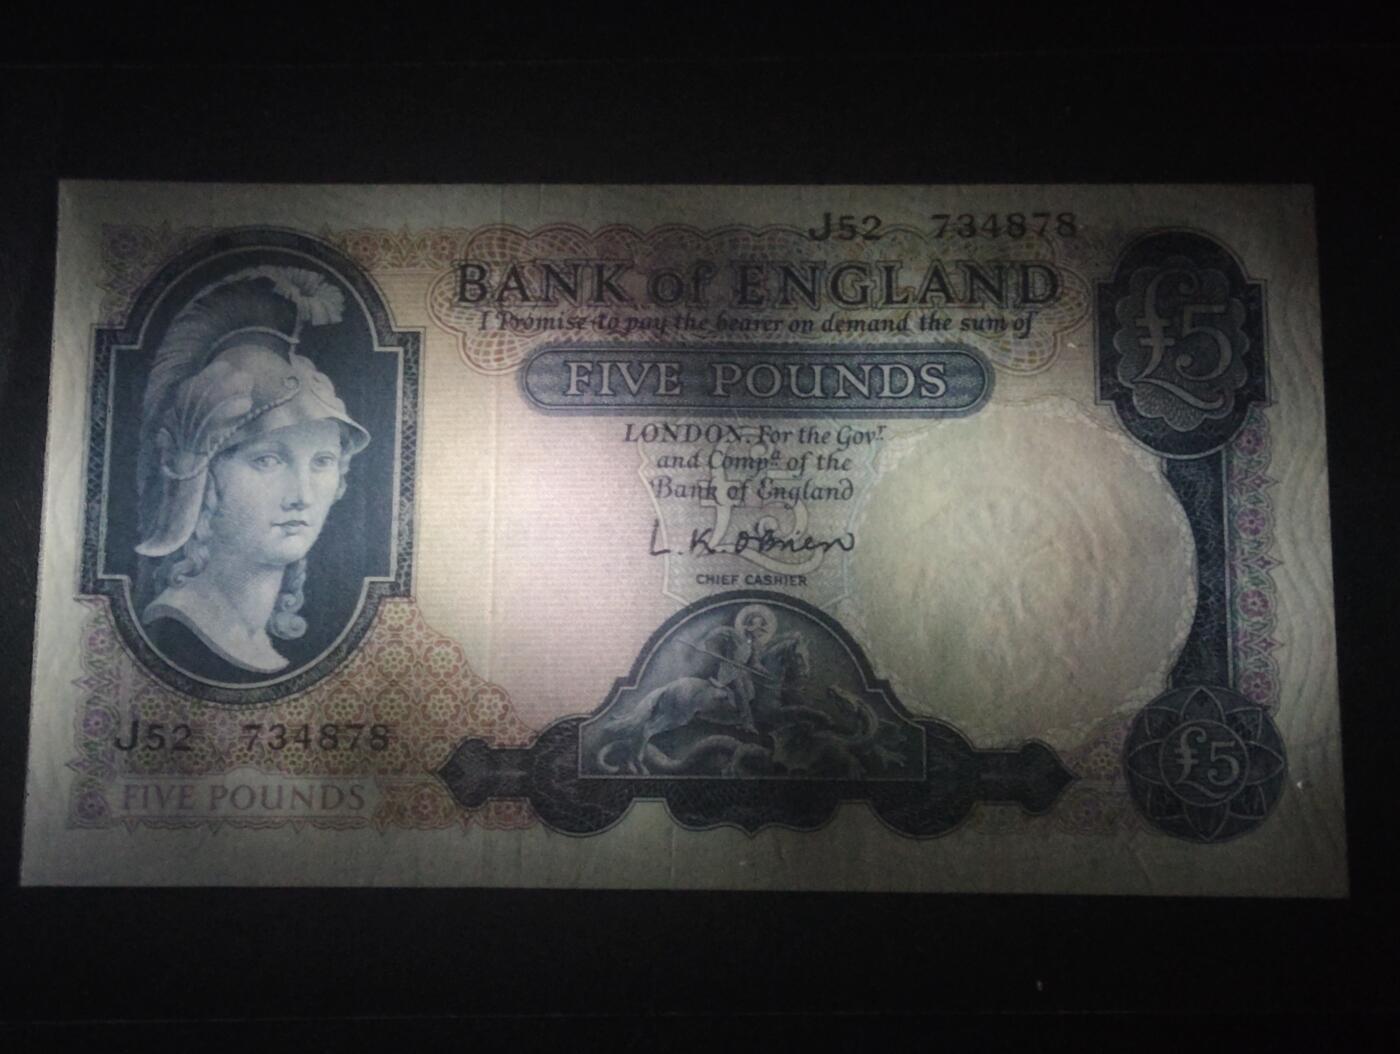 J52 734878
BANK of ENGLAND
I Promise to pay the bearer on demand the sum of
£5
FIVE POUNDS
LONDON. For the Govr.
and Compa. of the
Bank of England
£5
L. K. O'Brien
CHIEF CASHIER
J52 734878
FIVE POUNDS
£5